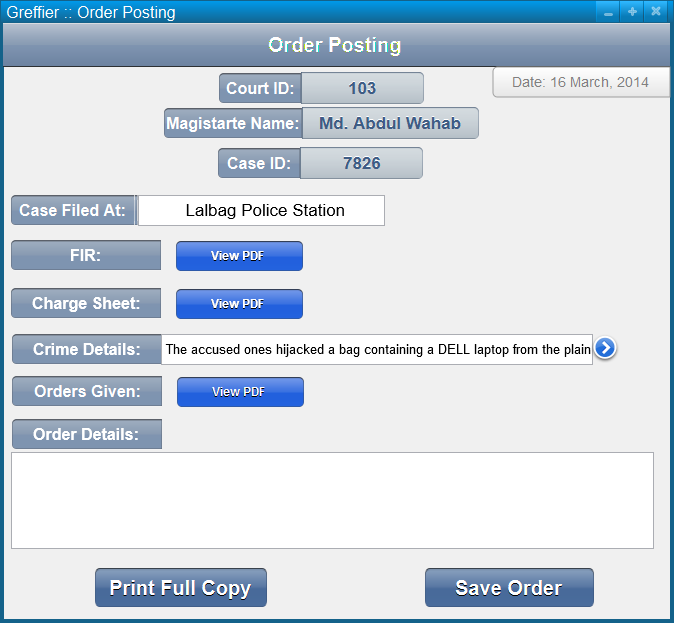 Greffier :: Order Posting
Order Posting
Date: 16 March, 2014
Court ID: 103
Magistarte Name: Md. Abdul Wahab
Case ID: 7826
Case Filed At: Lalbag Police Station
FIR: View PDF
Charge Sheet: View PDF
Crime Details: The accused ones hijacked a bag containing a DELL laptop from the plain
Orders Given: View PDF
Order Details:
Print Full Copy Save Order